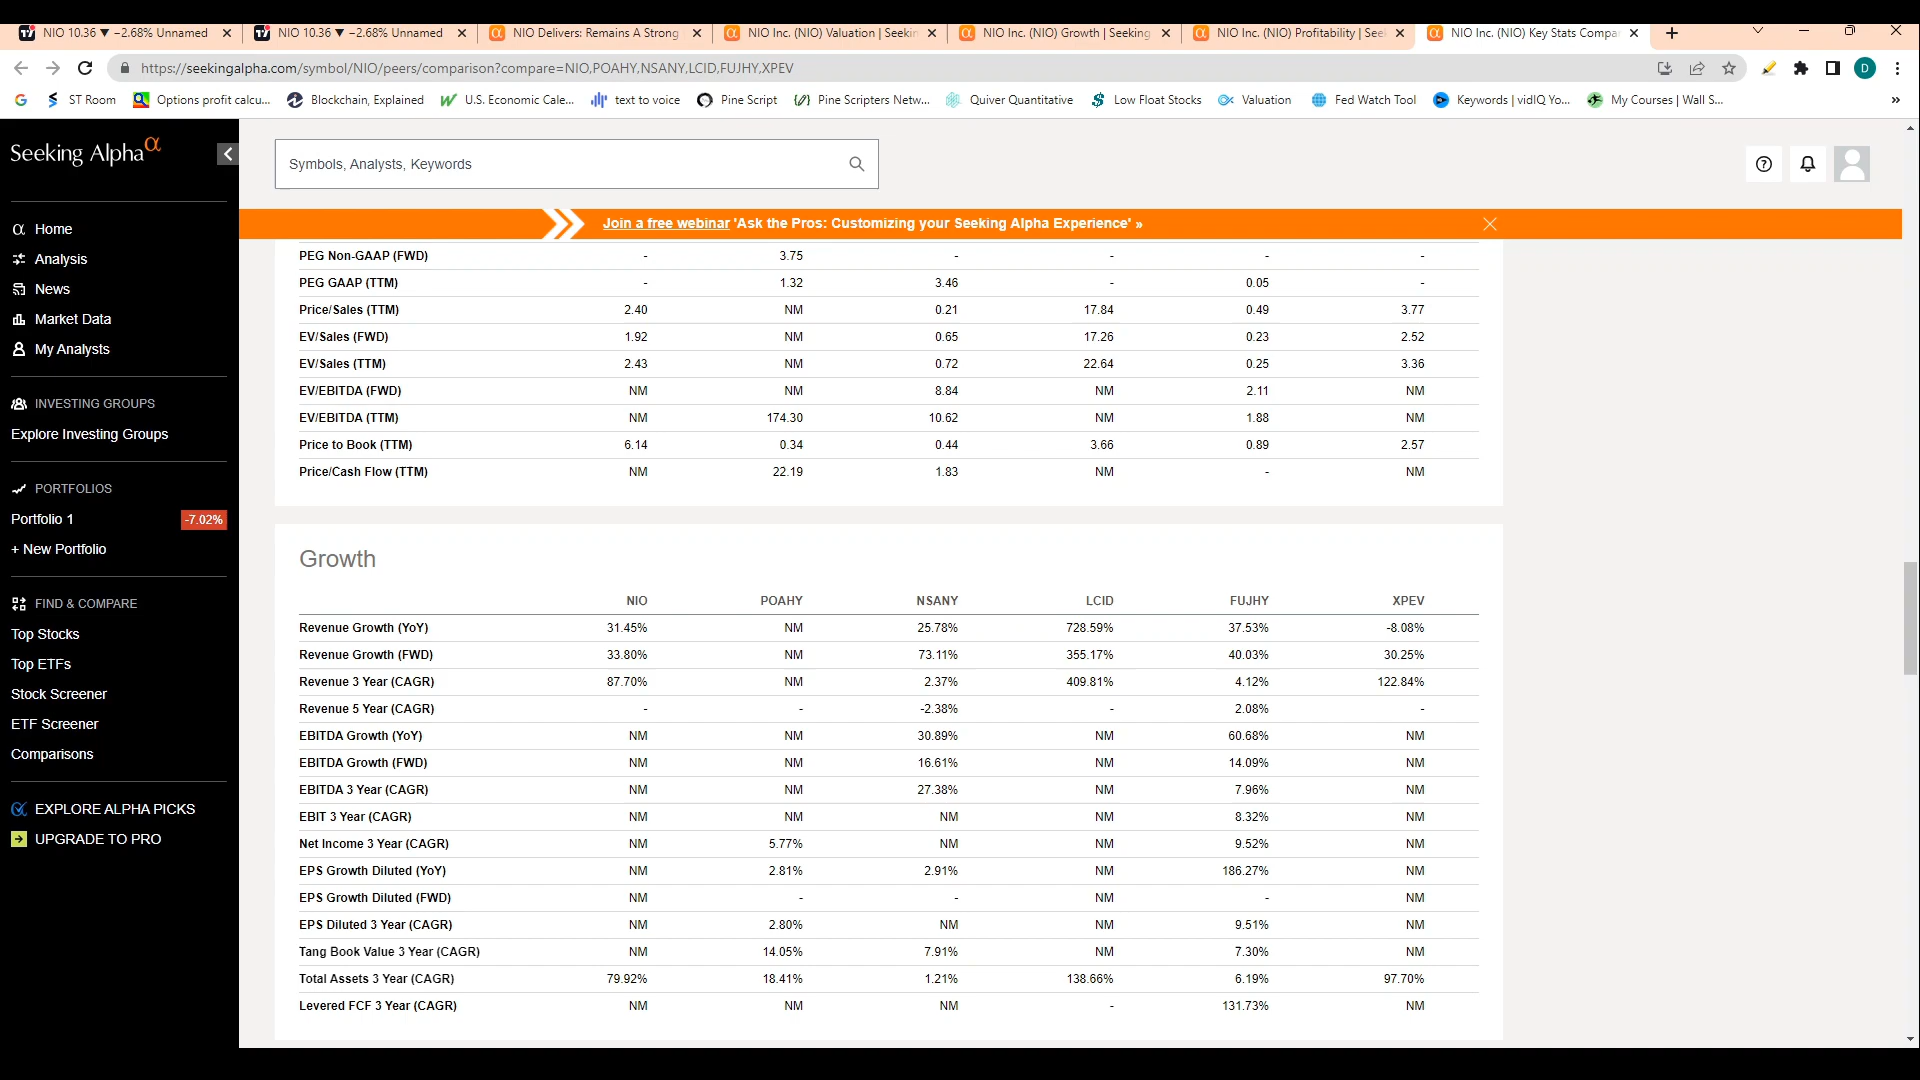 NIO 10.36 ▼ −2.68% Unnamed
NIO 10.36 ▼ −2.68% Unnamed
NIO Delivers: Remains A Strong
NIO Inc. (NIO) Valuation | Seekin
NIO Inc. (NIO) Growth | Seeking
NIO Inc. (NIO) Profitability | See
NIO Inc. (NIO) Key Stats Compar
https://seekingalpha.com/symbol/NIO/peers/comparison?compare=NIO,POAHY,NSANY,LCID,FUJHY,XPEV
D
ST Room
Options profit calcu...
Blockchain, Explained
U.S. Economic Cale...
text to voice
Pine Script
Pine Scripters Netw...
Quiver Quantitative
Low Float Stocks
Valuation
Fed Watch Tool
Keywords | vidIQ Yo...
My Courses | Wall S...
»
Seeking Alpha α
Symbols, Analysts, Keywords
Join a free webinar 'Ask the Pros: Customizing your Seeking Alpha Experience' »
Home
Analysis
News
Market Data
My Analysts
INVESTING GROUPS
Explore Investing Groups
PORTFOLIOS
Portfolio 1 -7.02%
+ New Portfolio
FIND & COMPARE
Top Stocks
Top ETFs
Stock Screener
ETF Screener
Comparisons
EXPLORE ALPHA PICKS
UPGRADE TO PRO
PEG Non-GAAP (FWD) - 3.75 - - - -
PEG GAAP (TTM) - 1.32 3.46 - 0.05 -
Price/Sales (TTM) 2.40 NM 0.21 17.84 0.49 3.77
EV/Sales (FWD) 1.92 NM 0.65 17.26 0.23 2.52
EV/Sales (TTM) 2.43 NM 0.72 22.64 0.25 3.36
EV/EBITDA (FWD) NM NM 8.84 NM 2.11 NM
EV/EBITDA (TTM) NM 174.30 10.62 NM 1.88 NM
Price to Book (TTM) 6.14 0.34 0.44 3.66 0.89 2.57
Price/Cash Flow (TTM) NM 22.19 1.83 NM - NM
Growth
NIO POAHY NSANY LCID FUJHY XPEV
Revenue Growth (YoY) 31.45% NM 25.78% 728.59% 37.53% -8.08%
Revenue Growth (FWD) 33.80% NM 73.11% 355.17% 40.03% 30.25%
Revenue 3 Year (CAGR) 87.70% NM 2.37% 409.81% 4.12% 122.84%
Revenue 5 Year (CAGR) - - -2.38% - 2.08% -
EBITDA Growth (YoY) NM NM 30.89% NM 60.68% NM
EBITDA Growth (FWD) NM NM 16.61% NM 14.09% NM
EBITDA 3 Year (CAGR) NM NM 27.38% NM 7.96% NM
EBIT 3 Year (CAGR) NM NM NM NM 8.32% NM
Net Income 3 Year (CAGR) NM 5.77% NM NM 9.52% NM
EPS Growth Diluted (YoY) NM 2.81% 2.91% NM 186.27% NM
EPS Growth Diluted (FWD) NM - - NM - NM
EPS Diluted 3 Year (CAGR) NM 2.80% NM NM 9.51% NM
Tang Book Value 3 Year (CAGR) NM 14.05% 7.91% NM 7.30% NM
Total Assets 3 Year (CAGR) 79.92% 18.41% 1.21% 138.66% 6.19% 97.70%
Levered FCF 3 Year (CAGR) NM NM NM - 131.73% NM